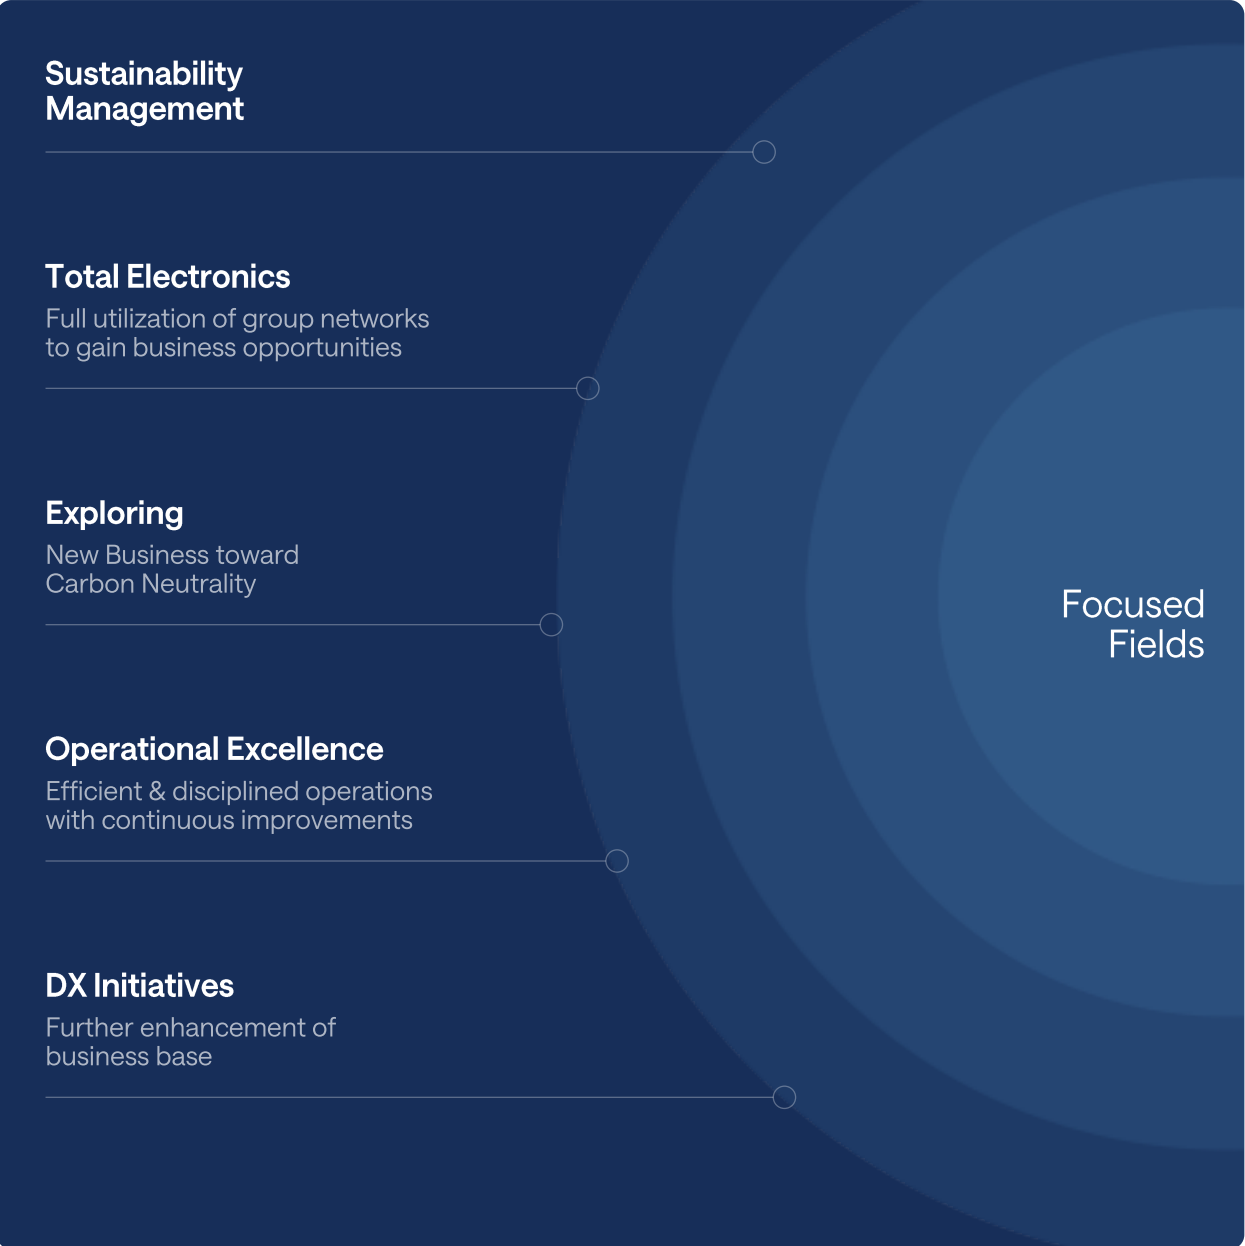 Sustainability
Management
Total Electronics
Full utilization of group networks
to gain business opportunities
Exploring
New Business toward
Carbon Neutrality
Focused
Fields
Operational Excellence
Efficient & disciplined operations
with continuous improvements
DX Initiatives
Further enhancement of
business base